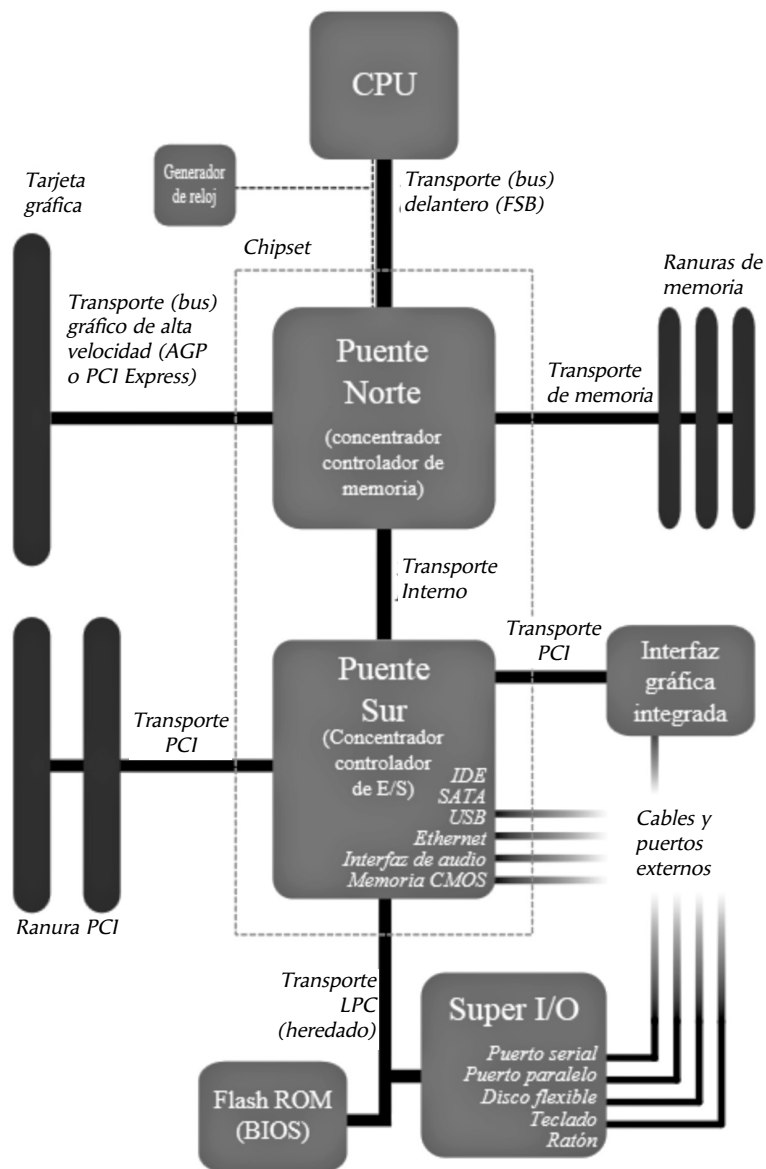 CPU
Generador
de reloj
Transporte (bus)
delantero (FSB)
Tarjeta
gráfica
Chipset
Ranuras de
memoria
Transporte (bus)
gráfico de alta
velocidad (AGP
o PCI Express)
Puente
Norte
(concentrador
controlador de
memoria)
Transporte
de memoria
Transporte
Interno
Transporte
PCI
Interfaz
gráfica
integrada
Puente
Sur
(Concentrador
controlador
de E/S)
Transporte
PCI
IDE
SATA
USB
Ethernet
Interfaz de audio
Memoria CMOS
Cables y
puertos
externos
Ranura PCI
Transporte
LPC
(heredado)
Super I/O
Puerto serial
Puerto paralelo
Disco flexible
Teclado
Ratón
Flash ROM
(BIOS)